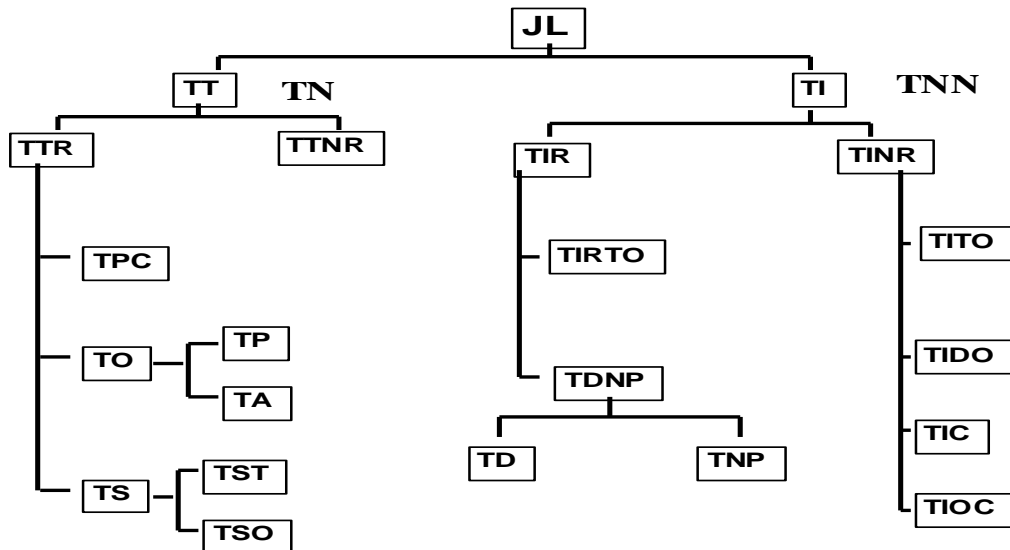 JL
TT
TN
TI
TNN
TTR
TTNR
TIR
TINR
TPC
TIRTO
TITO
TO
TP
TA
TDNP
TIDO
TD
TNP
TIC
TS
TST
TSO
TIOC